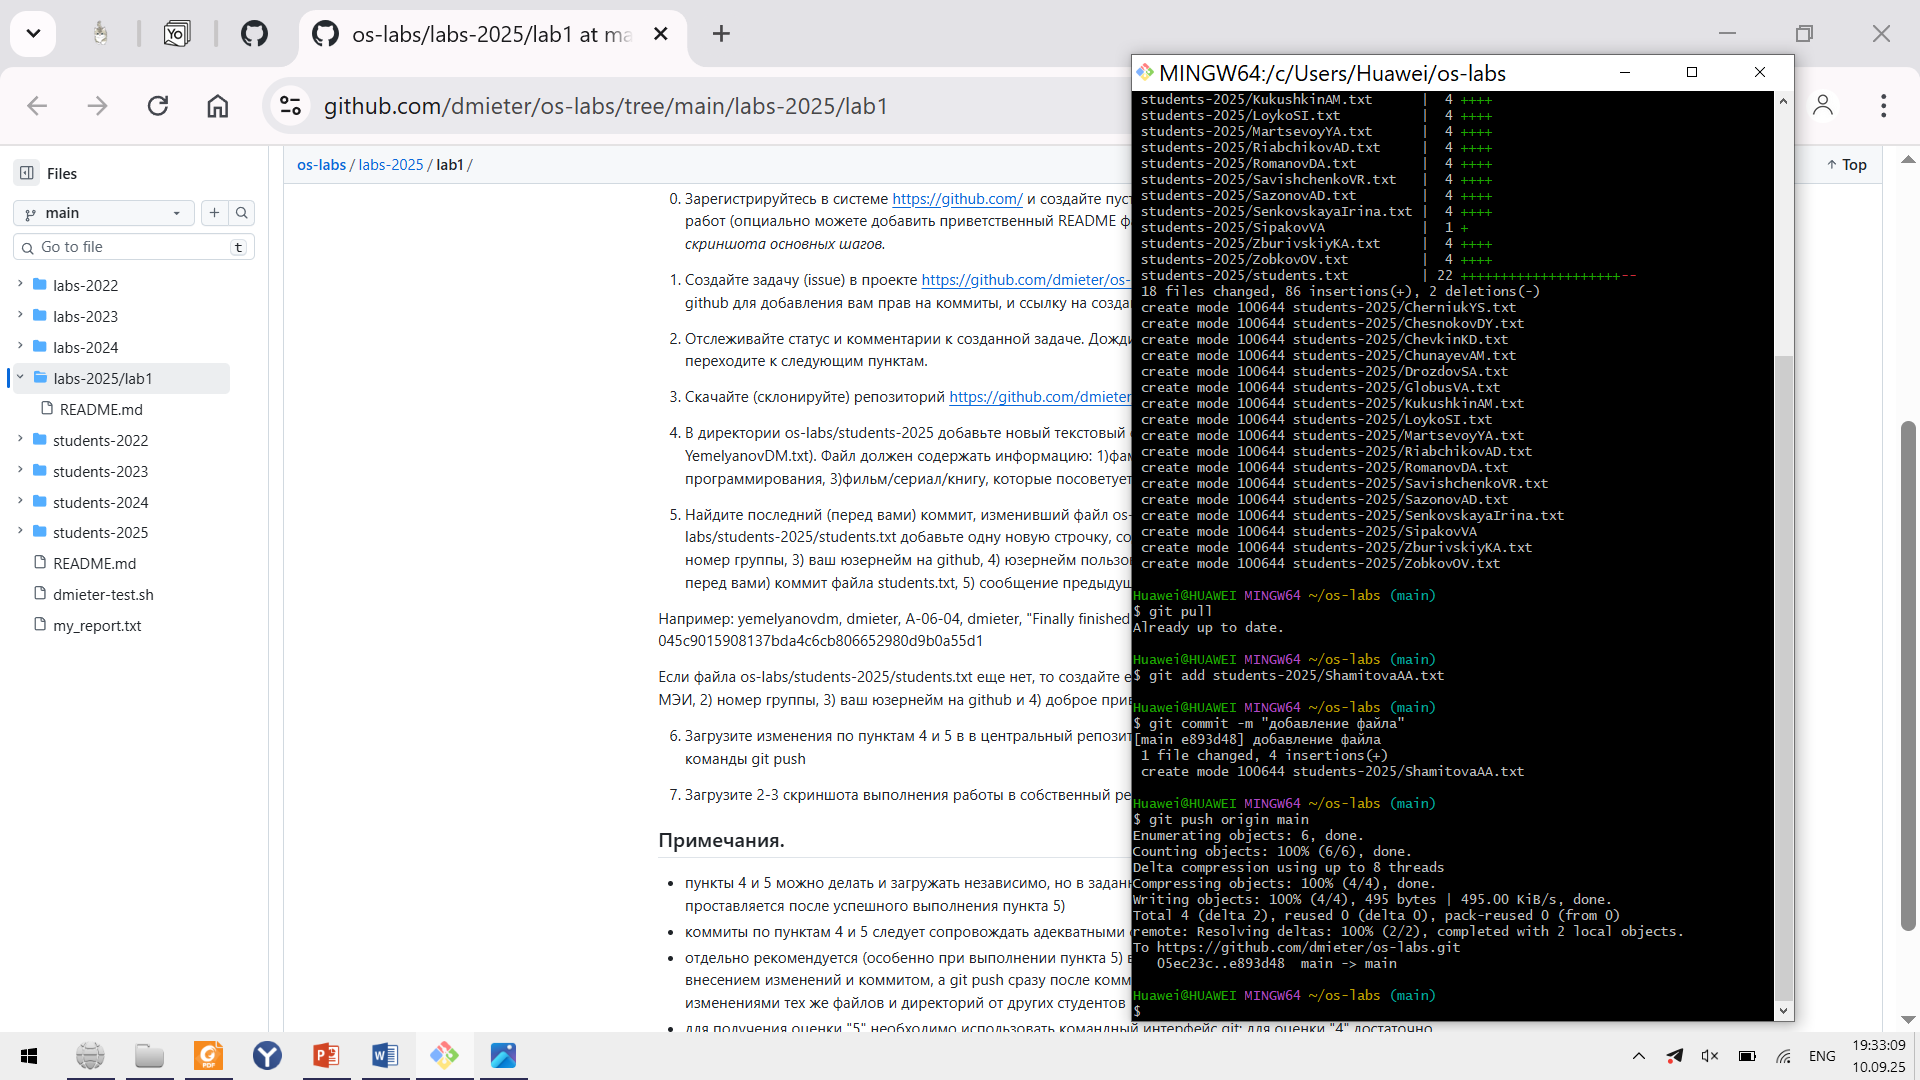 os-labs/labs-2025/lab1 at ma
github.com/dmieter/os-labs/tree/main/labs-2025/lab1
Files
main
Go to file
t
labs-2022
labs-2023
labs-2024
labs-2025/lab1
README.md
students-2022
students-2023
students-2024
students-2025
README.md
dmieter-test.sh
my_report.txt
os-labs / labs-2025 / lab1 /
Top
0. Зарегистрируйтесь в системе https://github.com/ и создайте пуст
работ (опциально можете добавить приветственный README ф
скриншота основных шагов.
1. Создайте задачу (issue) в проекте https://github.com/dmieter/os-
github для добавления вам прав на коммиты, и ссылку на созда
2. Отслеживайте статус и комментарии к созданной задаче. Дожди
переходите к следующим пунктам.
3. Скачайте (склонируйте) репозиторий https://github.com/dmieter
4. В директории os-labs/students-2025 добавьте новый текстовый
YemelyanovDM.txt). Файл должен содержать информацию: 1)фам
программирования, 3)фильм/сериал/книгу, которые посоветует
5. Найдите последний (перед вами) коммит, изменивший файл os-
labs/students-2025/students.txt добавьте одну новую строчку, со
номер группы, 3) ваш юзернейм на github, 4) юзернейм пользо
перед вами) коммит файла students.txt, 5) сообщение предыдущ
Например: yemelyanovdm, dmieter, A-06-04, dmieter, "Finally finished
045c9015908137bda4c6cb806652980d9b0a55d1
Если файла os-labs/students-2025/students.txt еще нет, то создайте е
МЭИ, 2) номер группы, 3) ваш юзернейм на github и 4) доброе прив
6. Загрузите изменения по пунктам 4 и 5 в в центральный репозит
команды git push
7. Загрузите 2-3 скриншота выполнения работы в собственный ре
Примечания.
пункты 4 и 5 можно делать и загружать независимо, но в задан
проставляется после успешного выполнения пункта 5)
коммиты по пунктам 4 и 5 следует сопровождать адекватными
отдельно рекомендуется (особенно при выполнении пункта 5) в
внесением изменений и коммитом, а git push сразу после комм
изменениями тех же файлов и директорий от других студентов
для получения оценки "5" необходимо использовать командный интерфейс git; для оценки "4" достаточно
MINGW64:/c/Users/Huawei/os-labs
students-2025/KukushkinAM.txt | 4 ++++
students-2025/LoykoSI.txt | 4 ++++
students-2025/MartsevoyYA.txt | 4 ++++
students-2025/RiabchikovAD.txt | 4 ++++
students-2025/RomanovDA.txt | 4 ++++
students-2025/SavishchenkoVR.txt | 4 ++++
students-2025/SazonovAD.txt | 4 ++++
students-2025/SenkovskayaIrina.txt | 4 ++++
students-2025/SipakovVA | 1 +
students-2025/ZburivskiyKA.txt | 4 ++++
students-2025/ZobkovOV.txt | 4 ++++
students-2025/students.txt | 22 ++++++++++++++++++++--
18 files changed, 86 insertions(+), 2 deletions(-)
create mode 100644 students-2025/CherniukYS.txt
create mode 100644 students-2025/ChesnokovDY.txt
create mode 100644 students-2025/ChevkinKD.txt
create mode 100644 students-2025/ChunayevAM.txt
create mode 100644 students-2025/DrozdovSA.txt
create mode 100644 students-2025/GlobusVA.txt
create mode 100644 students-2025/KukushkinAM.txt
create mode 100644 students-2025/LoykoSI.txt
create mode 100644 students-2025/MartsevoyYA.txt
create mode 100644 students-2025/RiabchikovAD.txt
create mode 100644 students-2025/RomanovDA.txt
create mode 100644 students-2025/SavishchenkoVR.txt
create mode 100644 students-2025/SazonovAD.txt
create mode 100644 students-2025/SenkovskayaIrina.txt
create mode 100644 students-2025/SipakovVA
create mode 100644 students-2025/ZburivskiyKA.txt
create mode 100644 students-2025/ZobkovOV.txt
Huawei@HUAWEI MINGW64 ~/os-labs (main)
$ git pull
Already up to date.
Huawei@HUAWEI MINGW64 ~/os-labs (main)
$ git add students-2025/ShamitovaAA.txt
Huawei@HUAWEI MINGW64 ~/os-labs (main)
$ git commit -m "добавление файла"
[main e893d48] добавление файла
1 file changed, 4 insertions(+)
create mode 100644 students-2025/ShamitovaAA.txt
Huawei@HUAWEI MINGW64 ~/os-labs (main)
$ git push origin main
Enumerating objects: 6, done.
Counting objects: 100% (6/6), done.
Delta compression using up to 8 threads
Compressing objects: 100% (4/4), done.
Writing objects: 100% (4/4), 495 bytes | 495.00 KiB/s, done.
Total 4 (delta 2), reused 0 (delta 0), pack-reused 0 (from 0)
remote: Resolving deltas: 100% (2/2), completed with 2 local objects.
To https://github.com/dmieter/os-labs.git
05ec23c..e893d48 main -> main
Huawei@HUAWEI MINGW64 ~/os-labs (main)
$
ENG
19:33:09
10.09.25